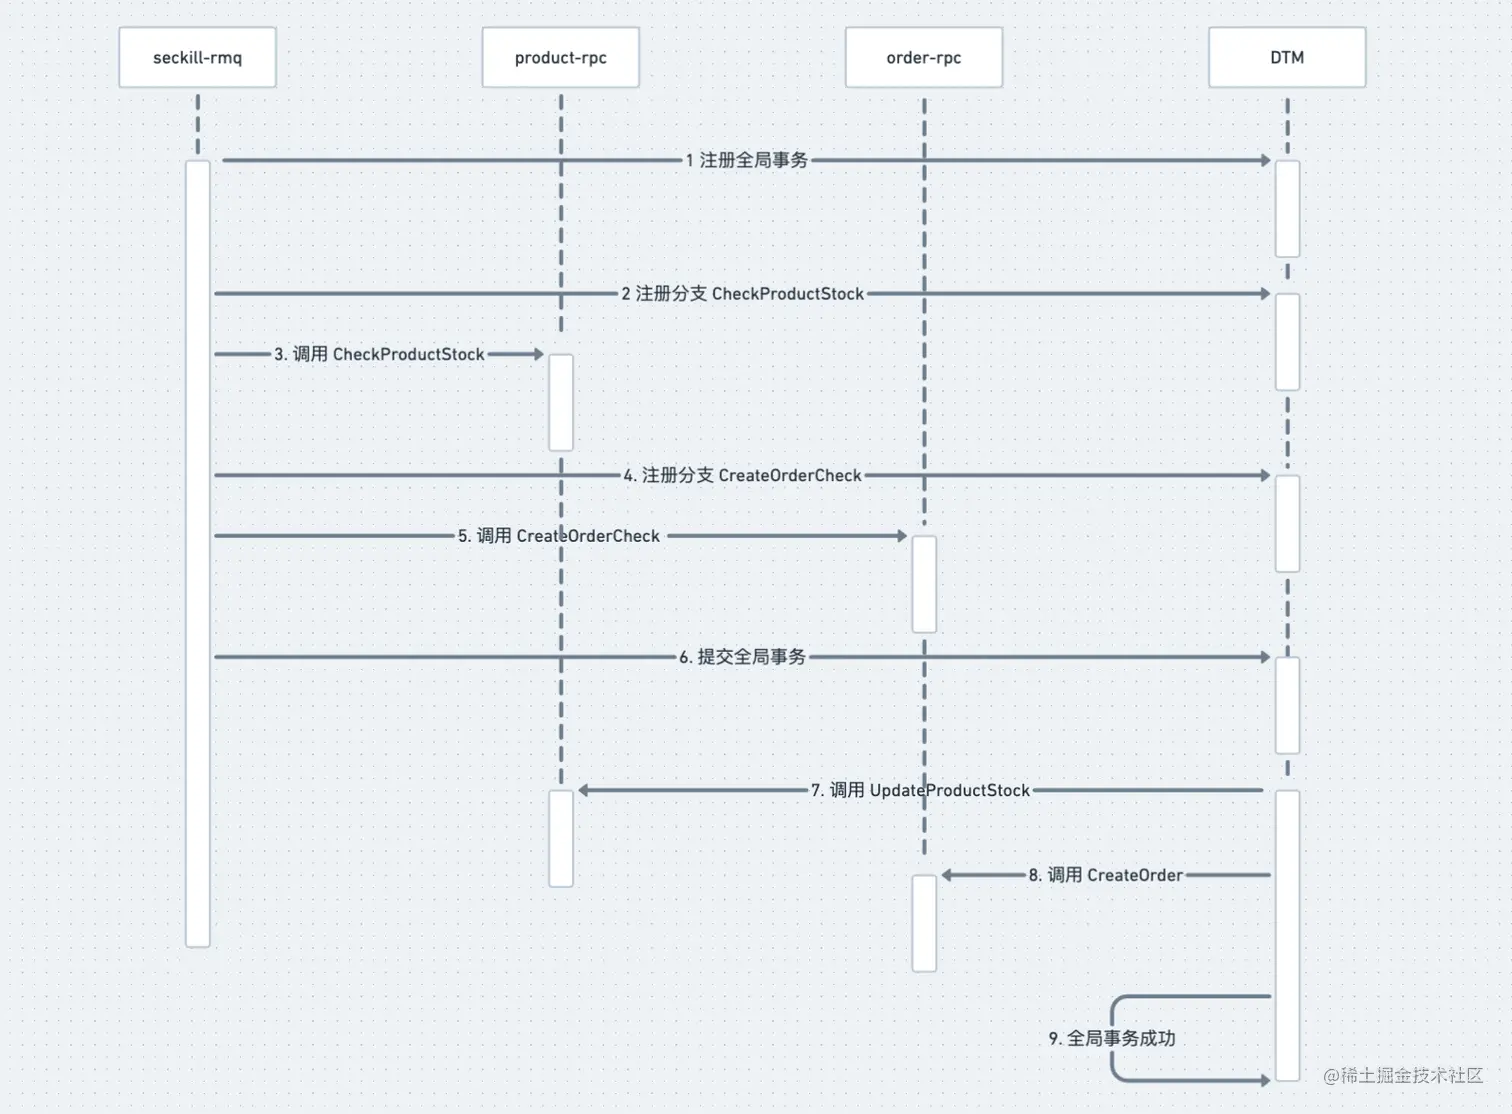 seckill-rmq
product-rpc
order-rpc
DTM
1 注册全局事务
2 注册分支 CheckProductStock
3. 调用 CheckProductStock
4. 注册分支 CreateOrderCheck
5. 调用 CreateOrderCheck
6. 提交全局事务
7. 调用 UpdateProductStock
8. 调用 CreateOrder
9. 全局事务成功
@稀土掘金技术社区